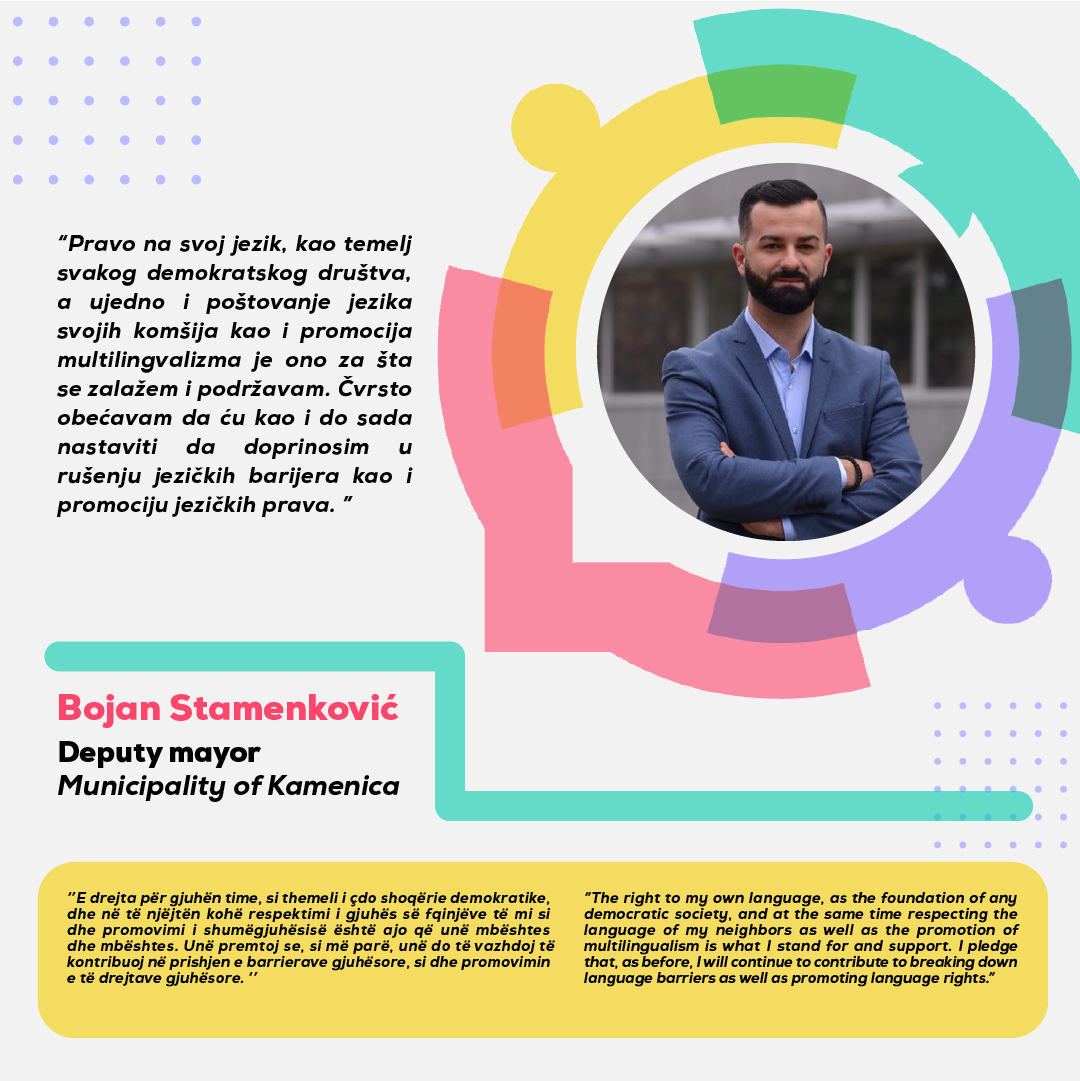 “Pravo na svoj jezik, kao temelj
svakog demokratskog društva,
a ujedno i poštovanje jezika
svojih komšija kao i promocija
multilingvalizma je ono za šta
se zalažem i podržavam. Čvrsto
obećavam da ću kao i do sada
nastaviti da doprinosim u
rušenju jezičkih barijera kao i
promociju jezičkih prava. ”
Bojan Stamenković
Deputy mayor
Municipality of Kamenica
’’E drejta për gjuhën time, si themeli i çdo shoqërie demokratike,
dhe në të njëjtën kohë respektimi i gjuhës së fqinjëve të mi si
dhe promovimi i shumëgjuhësisë është ajo që unë mbështes
dhe mbështes. Unë premtoj se, si më parë, unë do të vazhdoj të
kontribuoj në prishjen e barrierave gjuhësore, si dhe promovimin
e të drejtave gjuhësore. ’’
“The right to my own language, as the foundation of any
democratic society, and at the same time respecting the
language of my neighbors as well as the promotion of
multilingualism is what I stand for and support. I pledge
that, as before, I will continue to contribute to breaking down
language barriers as well as promoting language rights.”